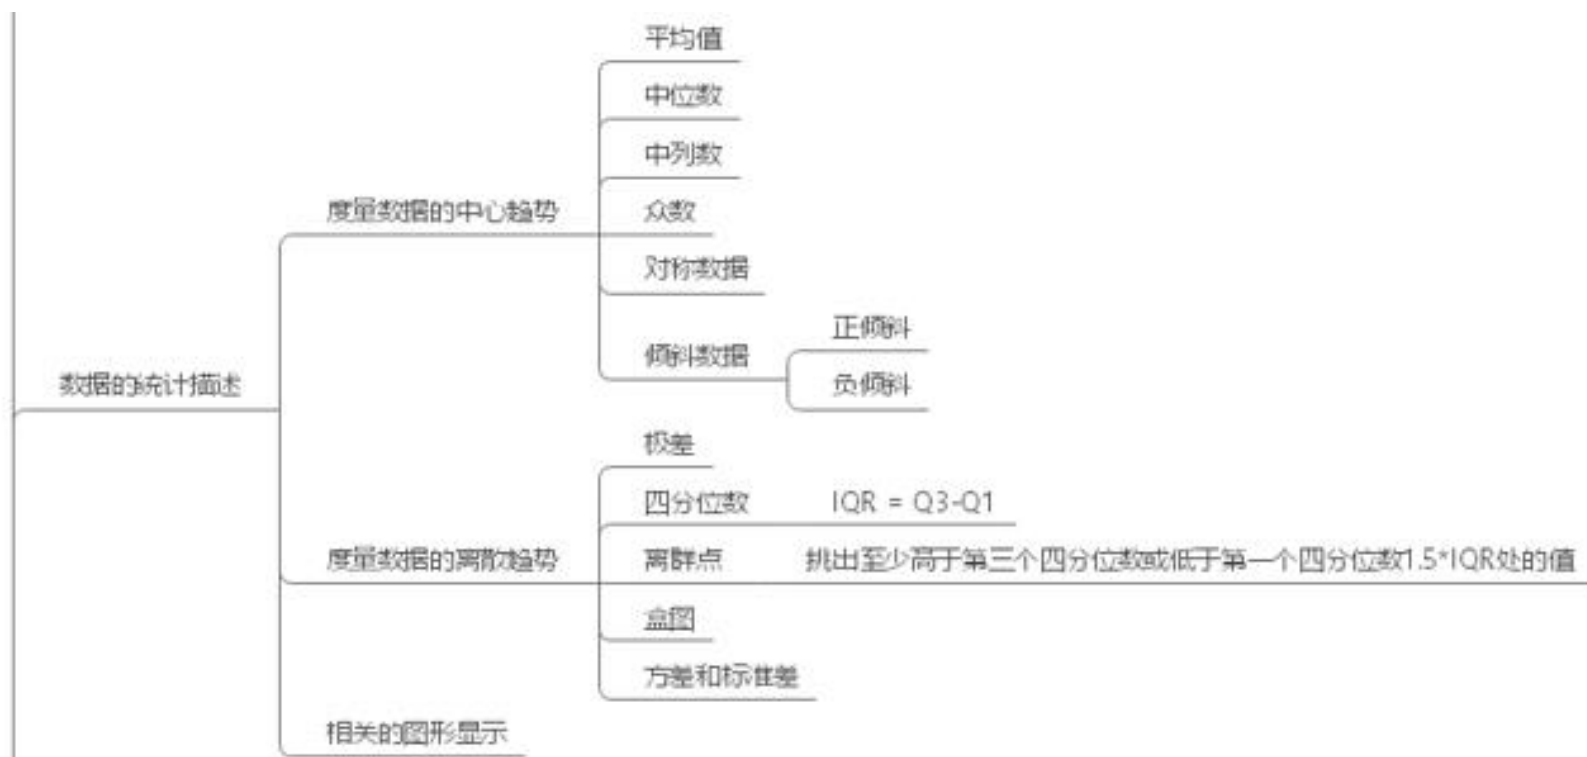 平均值
中位数
中列数
度量数据的中心趋势
众数
对称数据
正倾斜
倾斜数据
数据的统计描述
负倾斜
极差
四分位数 IQR = Q3-Q1
度量数据的离散趋势
离群点 挑出至少高于第三个四分位数或低于第一个四分位数1.5*IQR处的值
盒图
方差和标准差
相关的图形显示